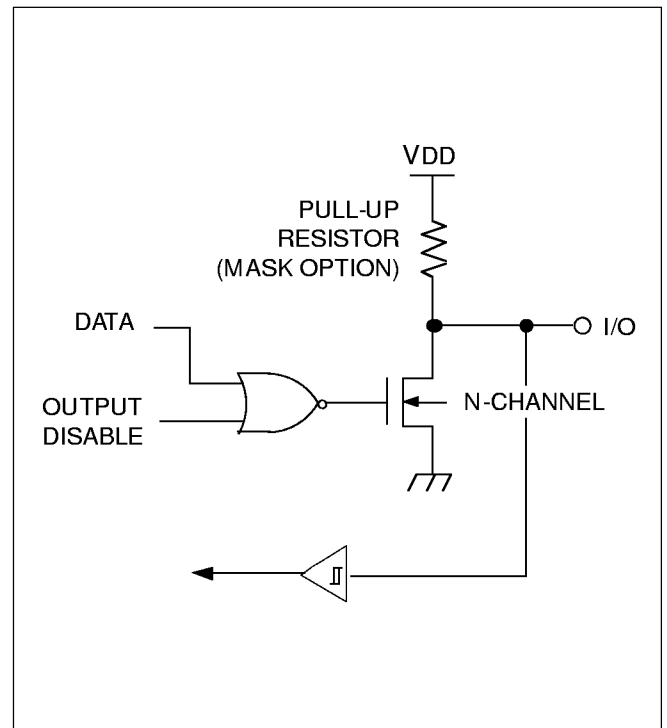 VDD
PULL-UP
RESISTOR
(MASK OPTION)
DATA
I/O
OUTPUT
DISABLE
N-CHANNEL